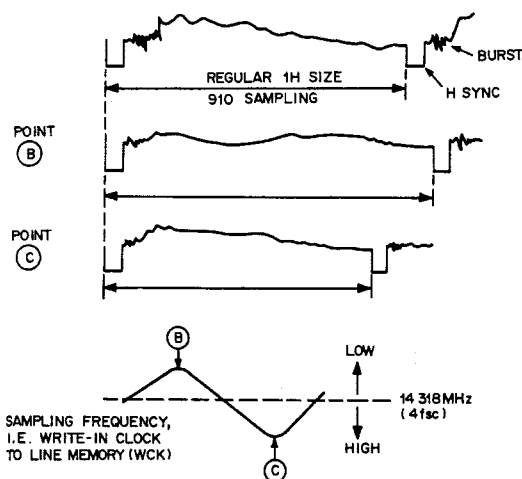 BURST
REGULAR 1H SIZE
H SYNC
910 SAMPLING
POINT
B
POINT
C
B
LOW
14 318MHz
(4fsc)
HIGH
SAMPLING FREQUENCY,
I.E. WRITE-IN CLOCK
TO LINE MEMORY (WCK)
C